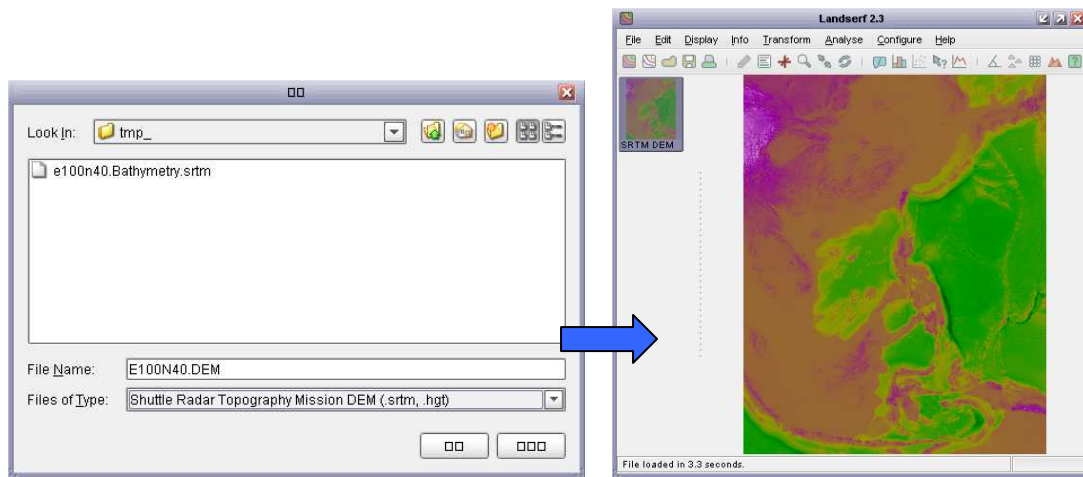 Look In:
tmp_
e100n40.Bathymetry.srtm
File Name:
E100N40.DEM
Files of Type:
Shuttle Radar Topography Mission DEM (.srtm, .hgt)
Landserf 2.3
File Edit Display Info Transform Analyse Configure Help
SRTM DEM
File loaded in 3.3 seconds.